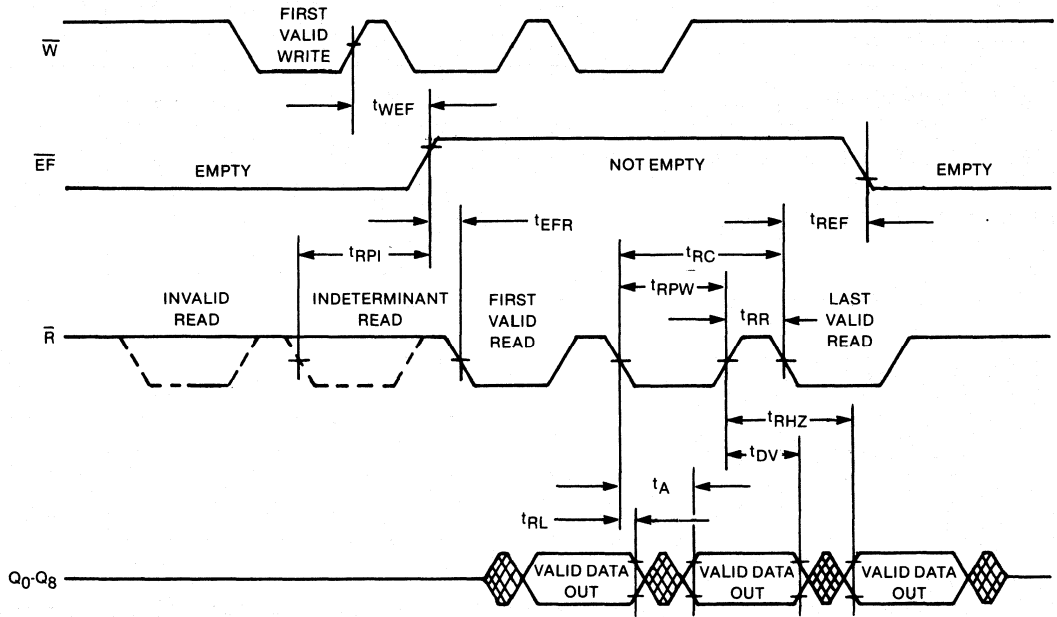 FIRST
VALID
WRITE
W
tWEF
EF
EMPTY
NOT EMPTY
EMPTY
tEFR
tREF
tRPI
tRC
tRPW
INVALID
READ
INDETERMINANT
READ
FIRST
VALID
READ
tRR
LAST
VALID
READ
R
tRHZ
tDV
tA
tRL
Q0-Q8
VALID DATA
OUT
VALID DATA
OUT
VALID DATA
OUT